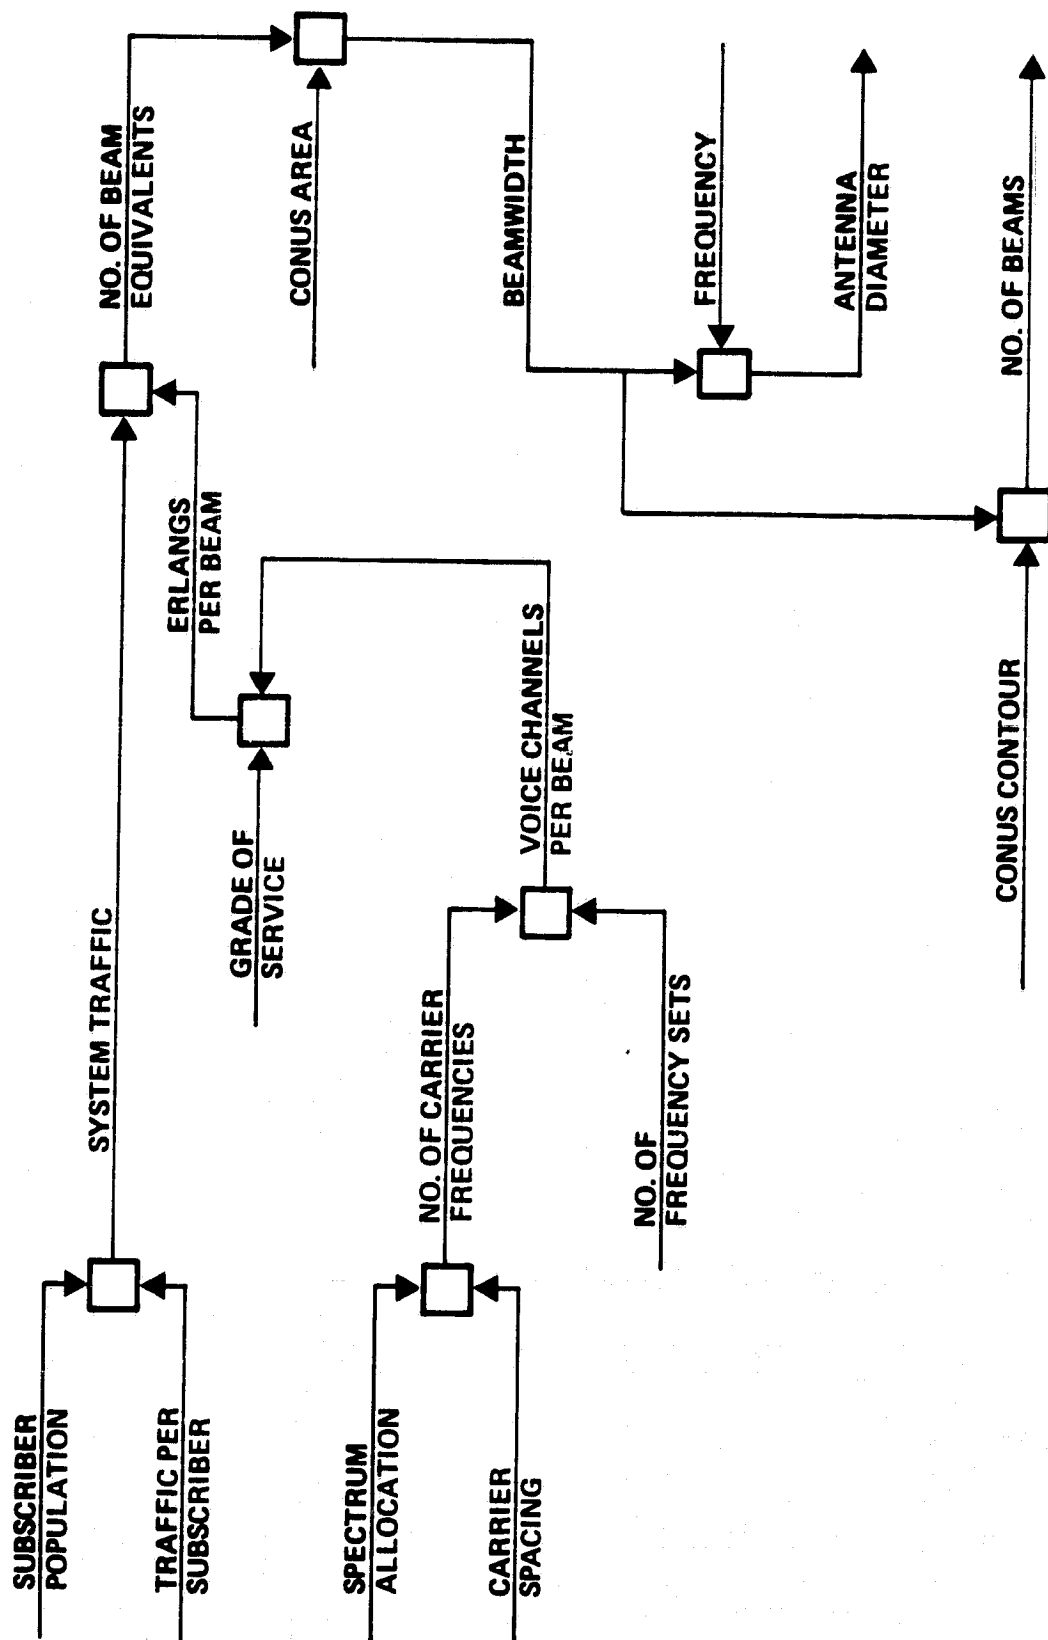 SUBSCRIBER
POPULATION
TRAFFIC PER
SUBSCRIBER
SYSTEM TRAFFIC
SPECTRUM
ALLOCATION
CARRIER
SPACING
NO. OF CARRIER
FREQUENCIES
NO. OF
FREQUENCY SETS
GRADE OF
SERVICE
VOICE CHANNELS
PER BEAM
ERLANGS
PER BEAM
NO. OF BEAM
EQUIVALENTS
CONUS AREA
BEAMWIDTH
FREQUENCY
ANTENNA
DIAMETER
CONUS CONTOUR
NO. OF BEAMS